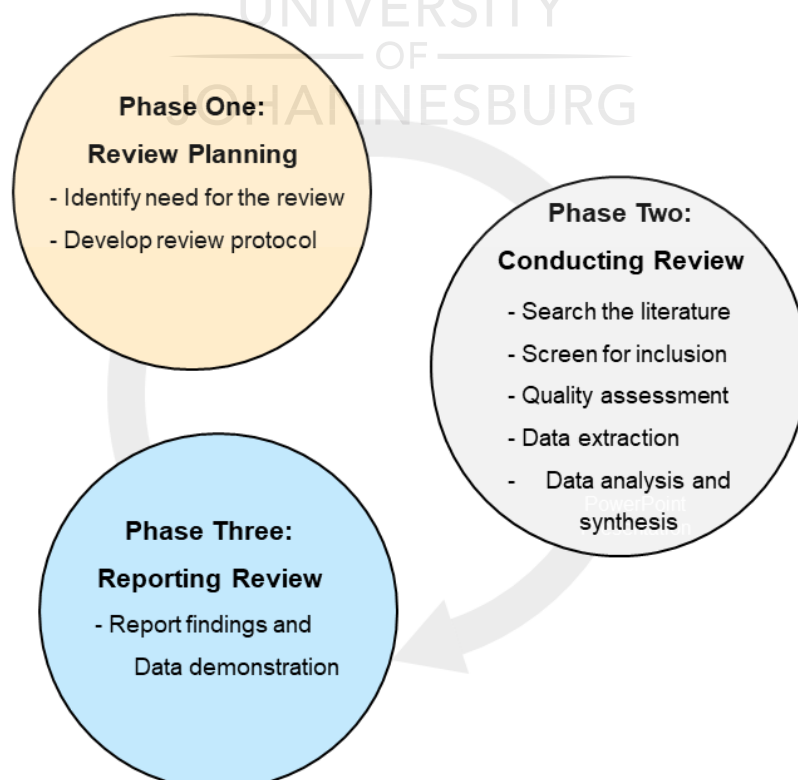 UNIVERSITY
OF
JOHANNESBURG
Phase One:
Review Planning
- Identify need for the review
- Develop review protocol
Phase Two:
Conducting Review
- Search the literature
- Screen for inclusion
- Quality assessment
- Data extraction
- Data analysis and
synthesis
PowerPoint
Phase Three:
Reporting Review
- Report findings and
Data demonstration